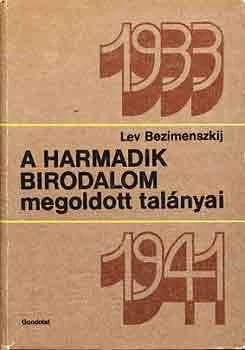 1933
Lev Bezimenszkij
A HARMADIK
BIRODALOM
megoldott talányai
1941
Gondolat